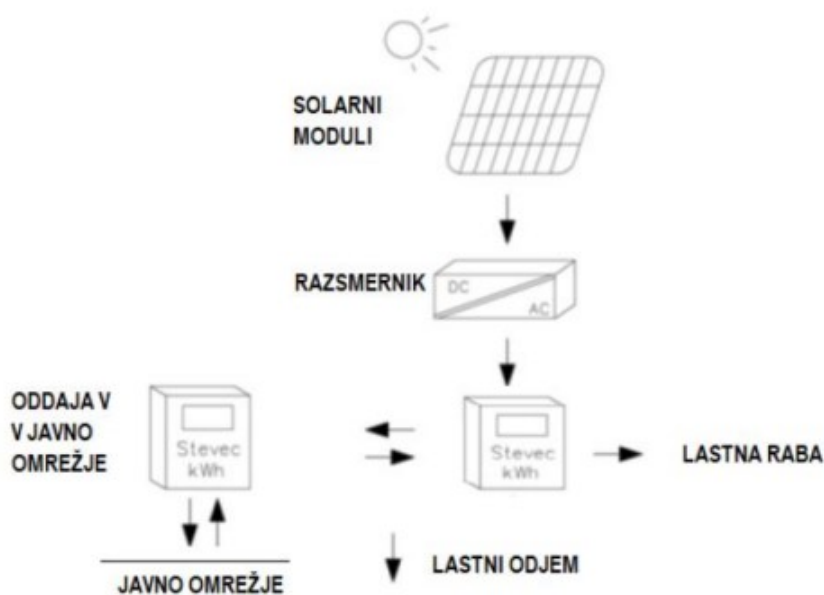 SOLARNI
MODULI
RAZSMERNIK
DC
AC
ODDAJA V
V JAVNO
OMREŽJE
Stevec
kWh
Stevec
kWh
LASTNA RABA
LASTNI ODJEM
JAVNO OMREŽJE